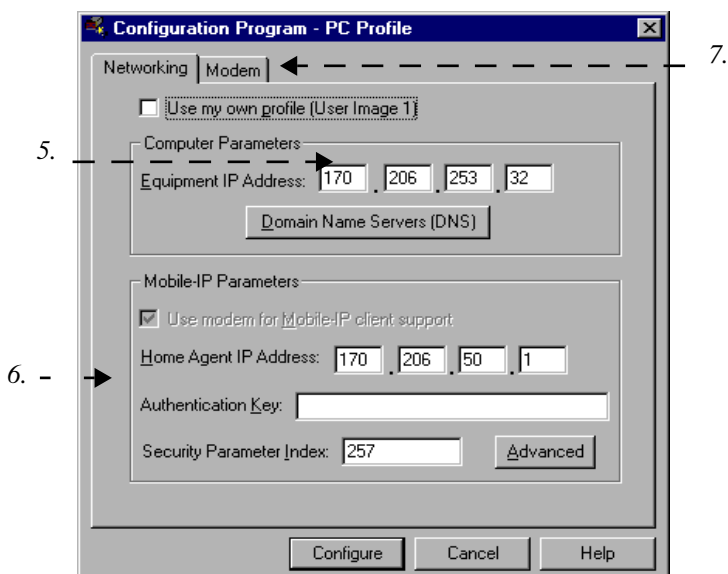 Configuration Program - PC Profile
7.
Networking Modem
Use my own profile (User Image 1)
5.
Computer Parameters
Equipment IP Address: 170 . 206 . 253 . 32
Domain Name Servers (DNS)
Mobile-IP Parameters
Use modem for Mobile-IP client support
6.
Home Agent IP Address: 170 . 206 . 50 . 1
Authentication Key:
Security Parameter Index: 257 Advanced
Configure Cancel Help